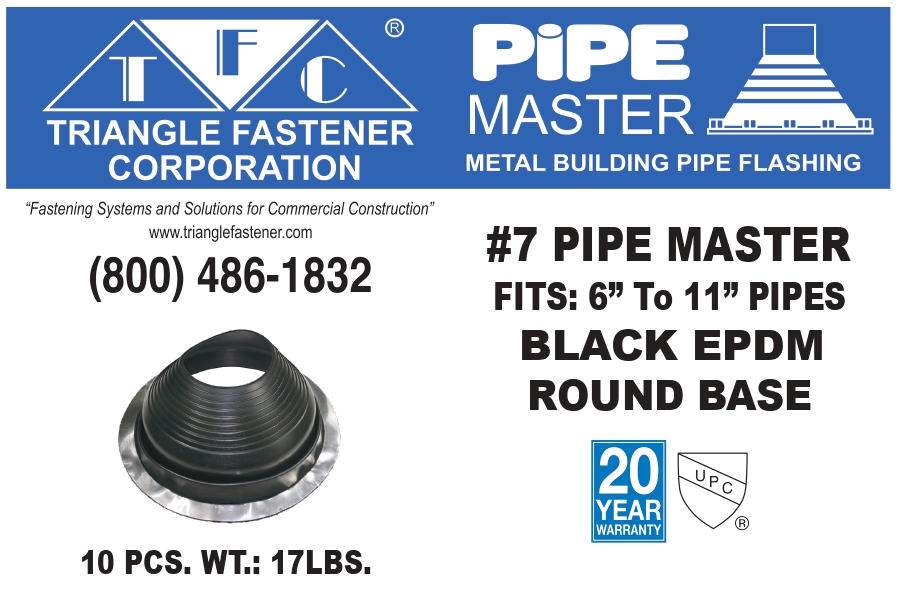 T F C ®
TRIANGLE FASTENER
CORPORATION
PiPE
MASTER
METAL BUILDING PIPE FLASHING
“Fastening Systems and Solutions for Commercial Construction”
www.trianglefastener.com
(800) 486-1832
10 PCS. WT.: 17LBS.
#7 PIPE MASTER
FITS: 6” To 11” PIPES
BLACK EPDM
ROUND BASE
20
YEAR
WARRANTY
UPC ®